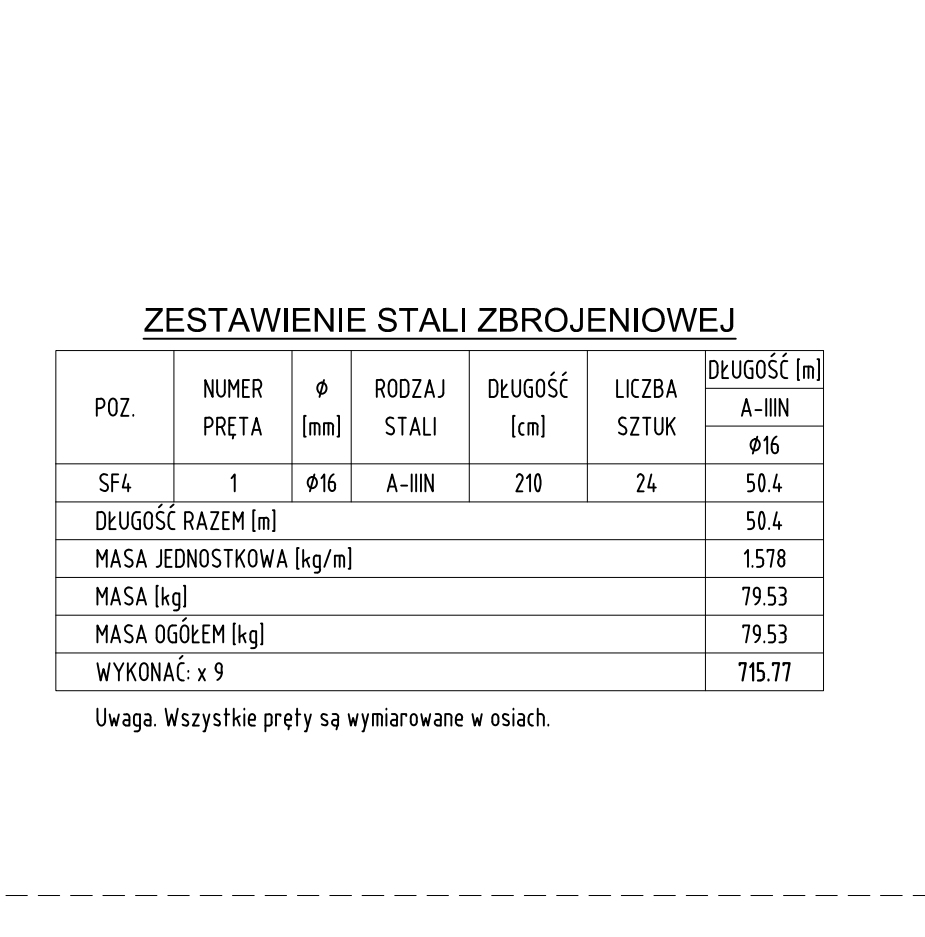 ZESTAWIENIE STALI ZBROJENIOWEJ
POZ. NUMER PRĘTA ϕ [mm] RODZAJ STALI DŁUGOŚĆ [cm] LICZBA SZTUK DŁUGOŚĆ [m]
A-IIIN
ϕ16
SF4 1 ϕ16 A-IIIN 210 24 50.4
DŁUGOŚĆ RAZEM [m] 50.4
MASA JEDNOSTKOWA [kg/m] 1.578
MASA [kg] 79.53
MASA OGÓŁEM [kg] 79.53
WYKONAĆ: x 9 715.77
Uwaga. Wszystkie pręty są wymiarowane w osiach.